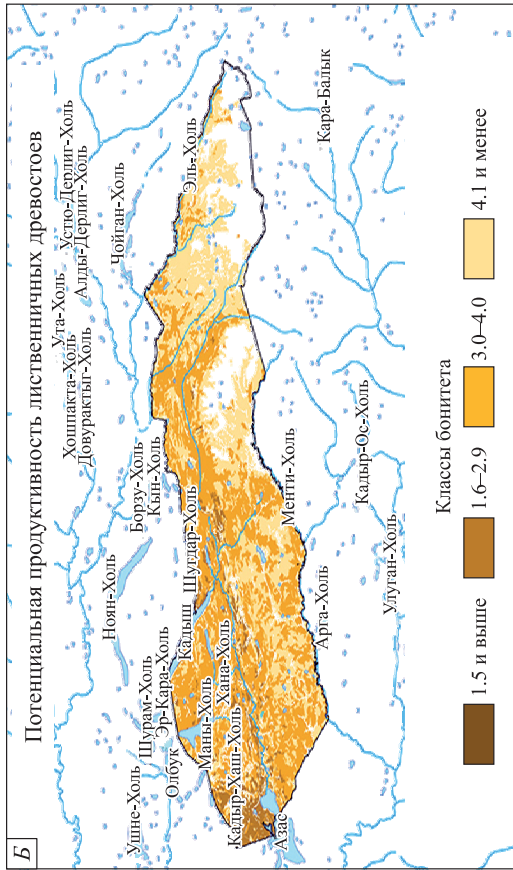 Б
Потенциальная продуктивность лиственничных древостоев
Ушне-Холь
Ноян-Холь
Хошпакта-Холь
Довурактыг-Холь
Ута-Холь
Устю-Дерлиг-Холь
Алды-Дерлиг-Холь
Чойган-Холь
Шурам-Холь
Эр-Кара-Холь
Олбук
Борзу-Холь
Кын-Холь
Кадыш
Шугдар-Холь
Эль-Холь
Маны-Холь
Хана-Холь
Кадыр-Хаш-Холь
Азас
Менти-Холь
Арга-Холь
Кара-Балык
Кадыр-Ос-Холь
Улуган-Холь
Классы бонитета
1.5 и выше
1.6–2.9
3.0–4.0
4.1 и менее